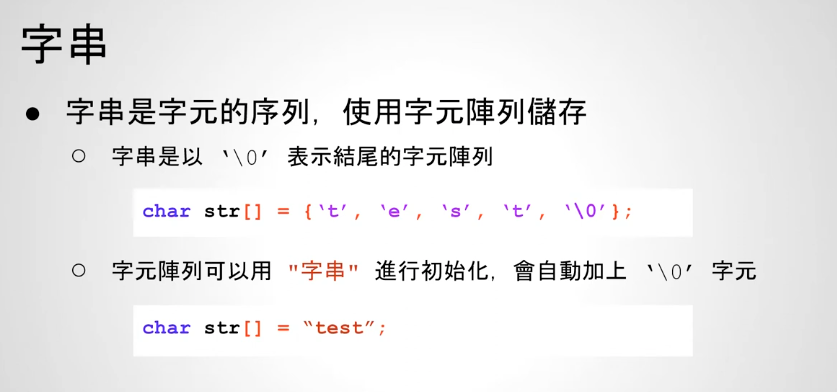 字串
● 字串是字元的序列，使用字元陣列儲存
○ 字串是以 ‘\0’ 表示結尾的字元陣列
char str[] = {‘t’, ‘e’, ‘s’, ‘t’, ‘\0’};
○ 字元陣列可以用 "字串" 進行初始化，會自動加上 ‘\0’ 字元
char str[] = “test”;